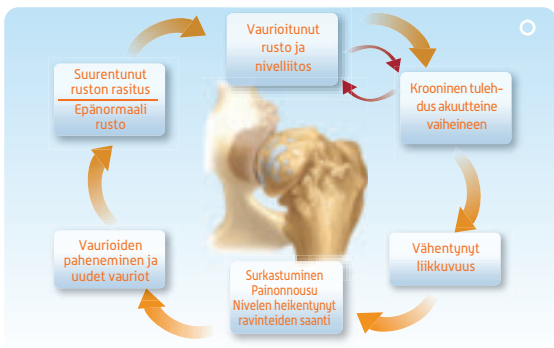 Vaurioitunut
rusto ja
nivelliitos
Krooninen tuleh-
dus akuutteine
vaiheineen
Vähentynyt
liikkuvuus
Surkastuminen
Painonnousu
Nivelen heikentynyt
ravinteiden saanti
Vaurioiden
paheneminen ja
uudet vauriot
Suurentunut
ruston rasitus
Epänormaali
rusto